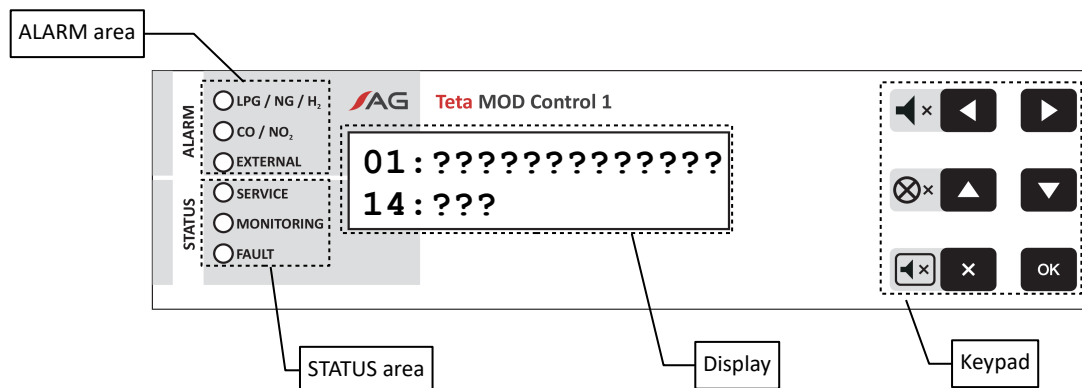 ALARM area
ALARM
LPG / NG / H₂
CO / NO₂
EXTERNAL
STATUS
SERVICE
MONITORING
FAULT
AG
Teta MOD Control 1
01:?????????????
14:???
×
×
×
×
OK
STATUS area
Display
Keypad